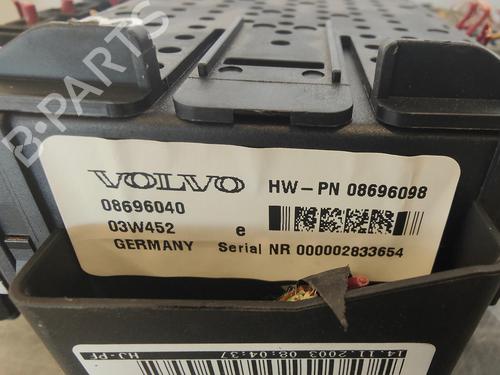 B-PARTS
VOLVO
HW-PN 08696098
08696040
03W452
e
GERMANY
Serial NR 000002833654
HJ-PF
14.11.2003 08:04:37